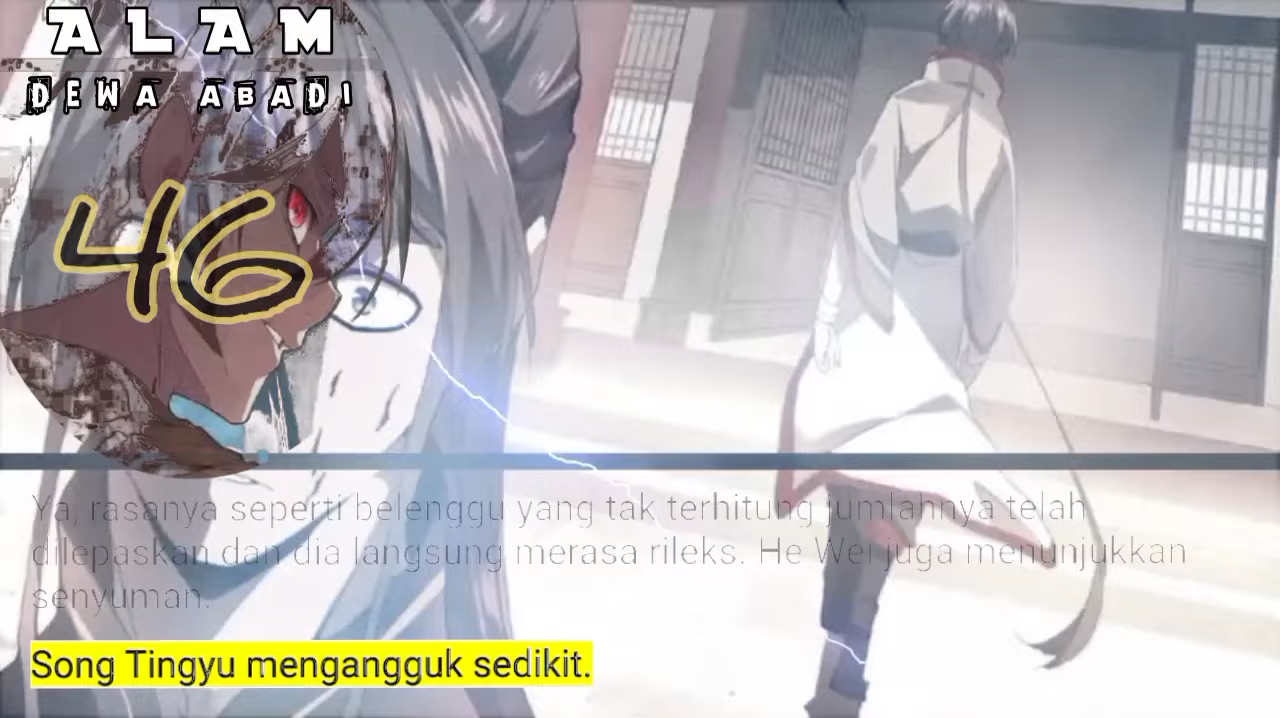 ALAM
DEWA ABADI
46
Ya, rasanya seperti belenggu yang tak terhitung jumlahnya telah
dilepaskan dan dia langsung merasa rileks. He Wei juga menunjukkan
senyuman.
Song Tingyu mengangguk sedikit.